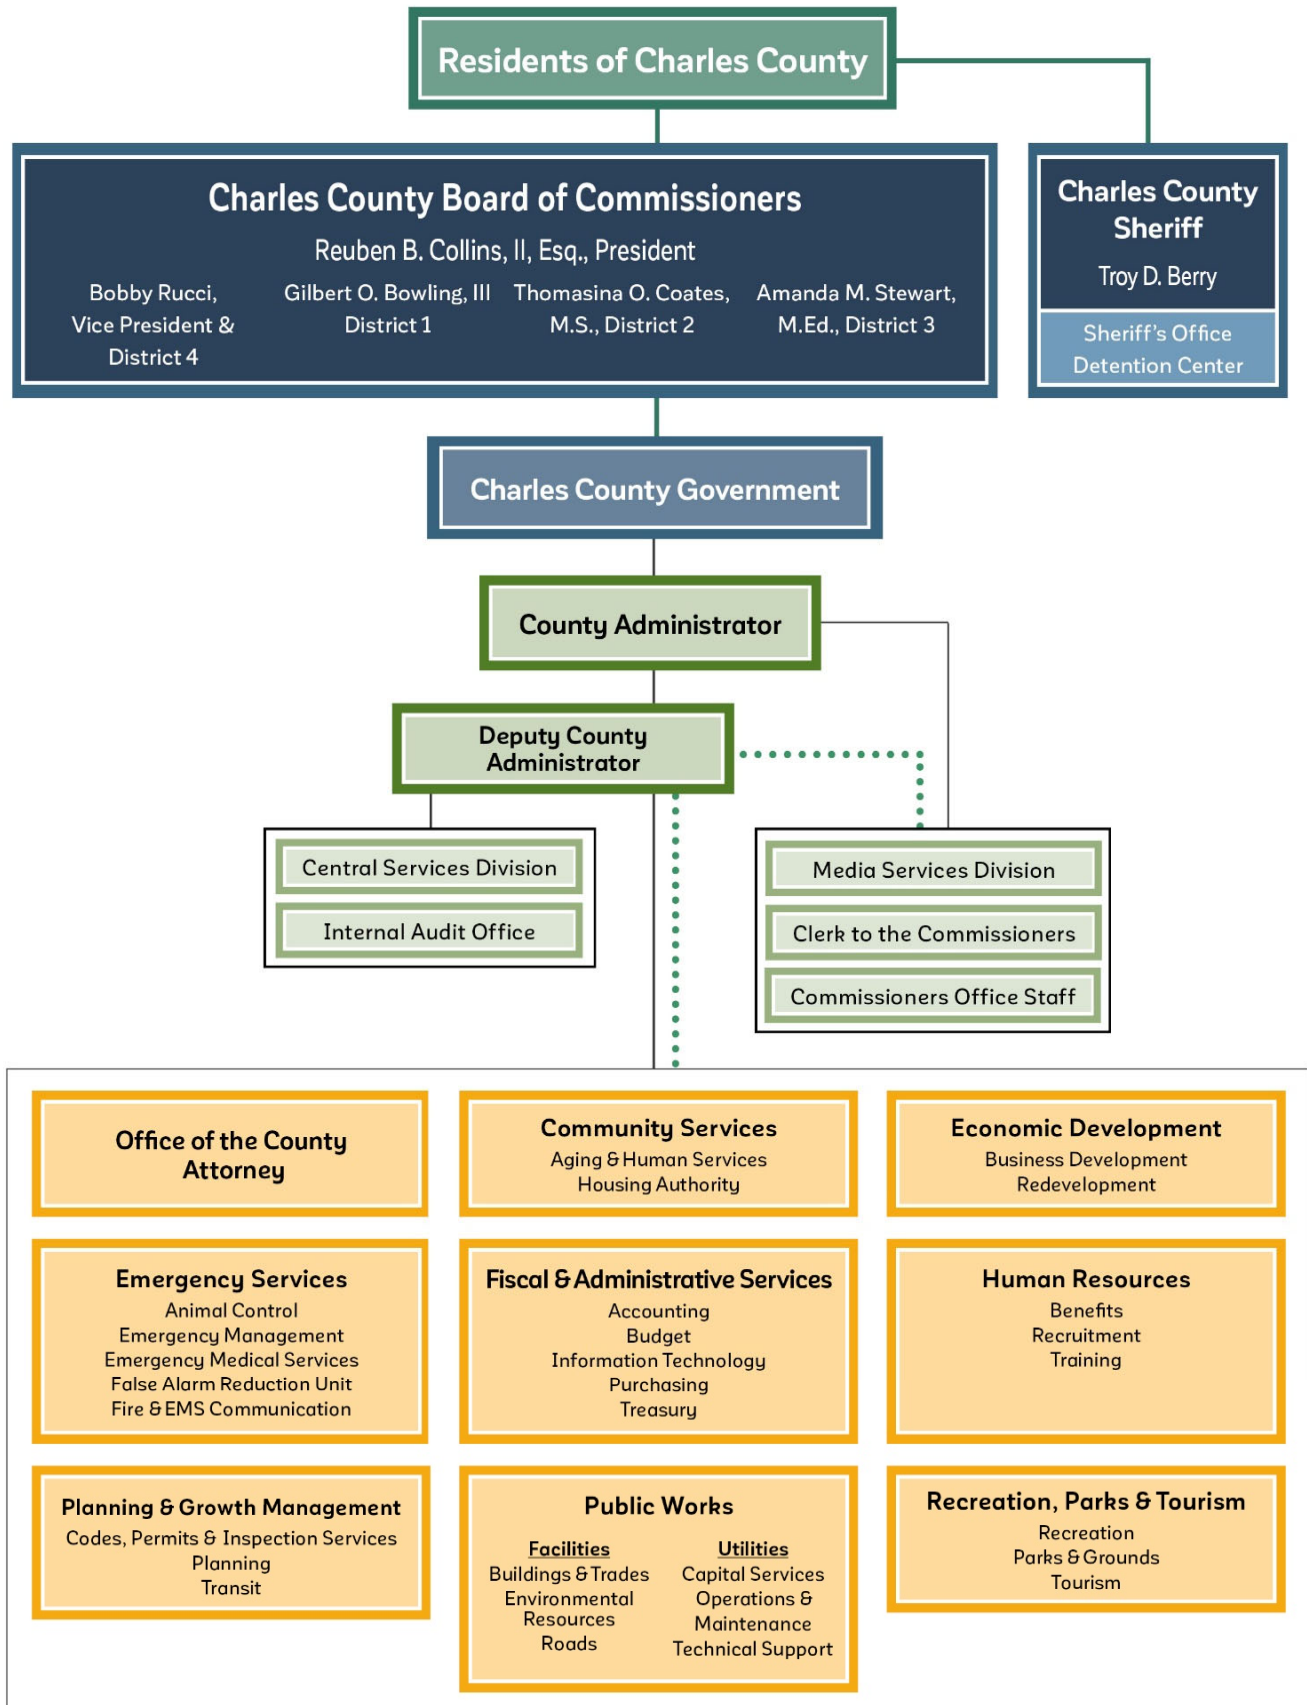 Residents of Charles County
Charles County Board of Commissioners
Reuben B. Collins, II, Esq., President
Bobby Rucci,
Vice President &
District 4
Gilbert O. Bowling, III
District 1
Thomasina O. Coates,
M.S., District 2
Amanda M. Stewart,
M.Ed., District 3
Charles County
Sheriff
Troy D. Berry
Sheriff's Office
Detention Center
Charles County Government
County Administrator
Deputy County
Administrator
Central Services Division
Internal Audit Office
Media Services Division
Clerk to the Commissioners
Commissioners Office Staff
Office of the County
Attorney
Community Services
Aging & Human Services
Housing Authority
Economic Development
Business Development
Redevelopment
Emergency Services
Animal Control
Emergency Management
Emergency Medical Services
False Alarm Reduction Unit
Fire & EMS Communication
Fiscal & Administrative Services
Accounting
Budget
Information Technology
Purchasing
Treasury
Human Resources
Benefits
Recruitment
Training
Planning & Growth Management
Codes, Permits & Inspection Services
Planning
Transit
Public Works
Facilities
Buildings & Trades
Environmental
Resources
Roads
Utilities
Capital Services
Operations &
Maintenance
Technical Support
Recreation, Parks & Tourism
Recreation
Parks & Grounds
Tourism